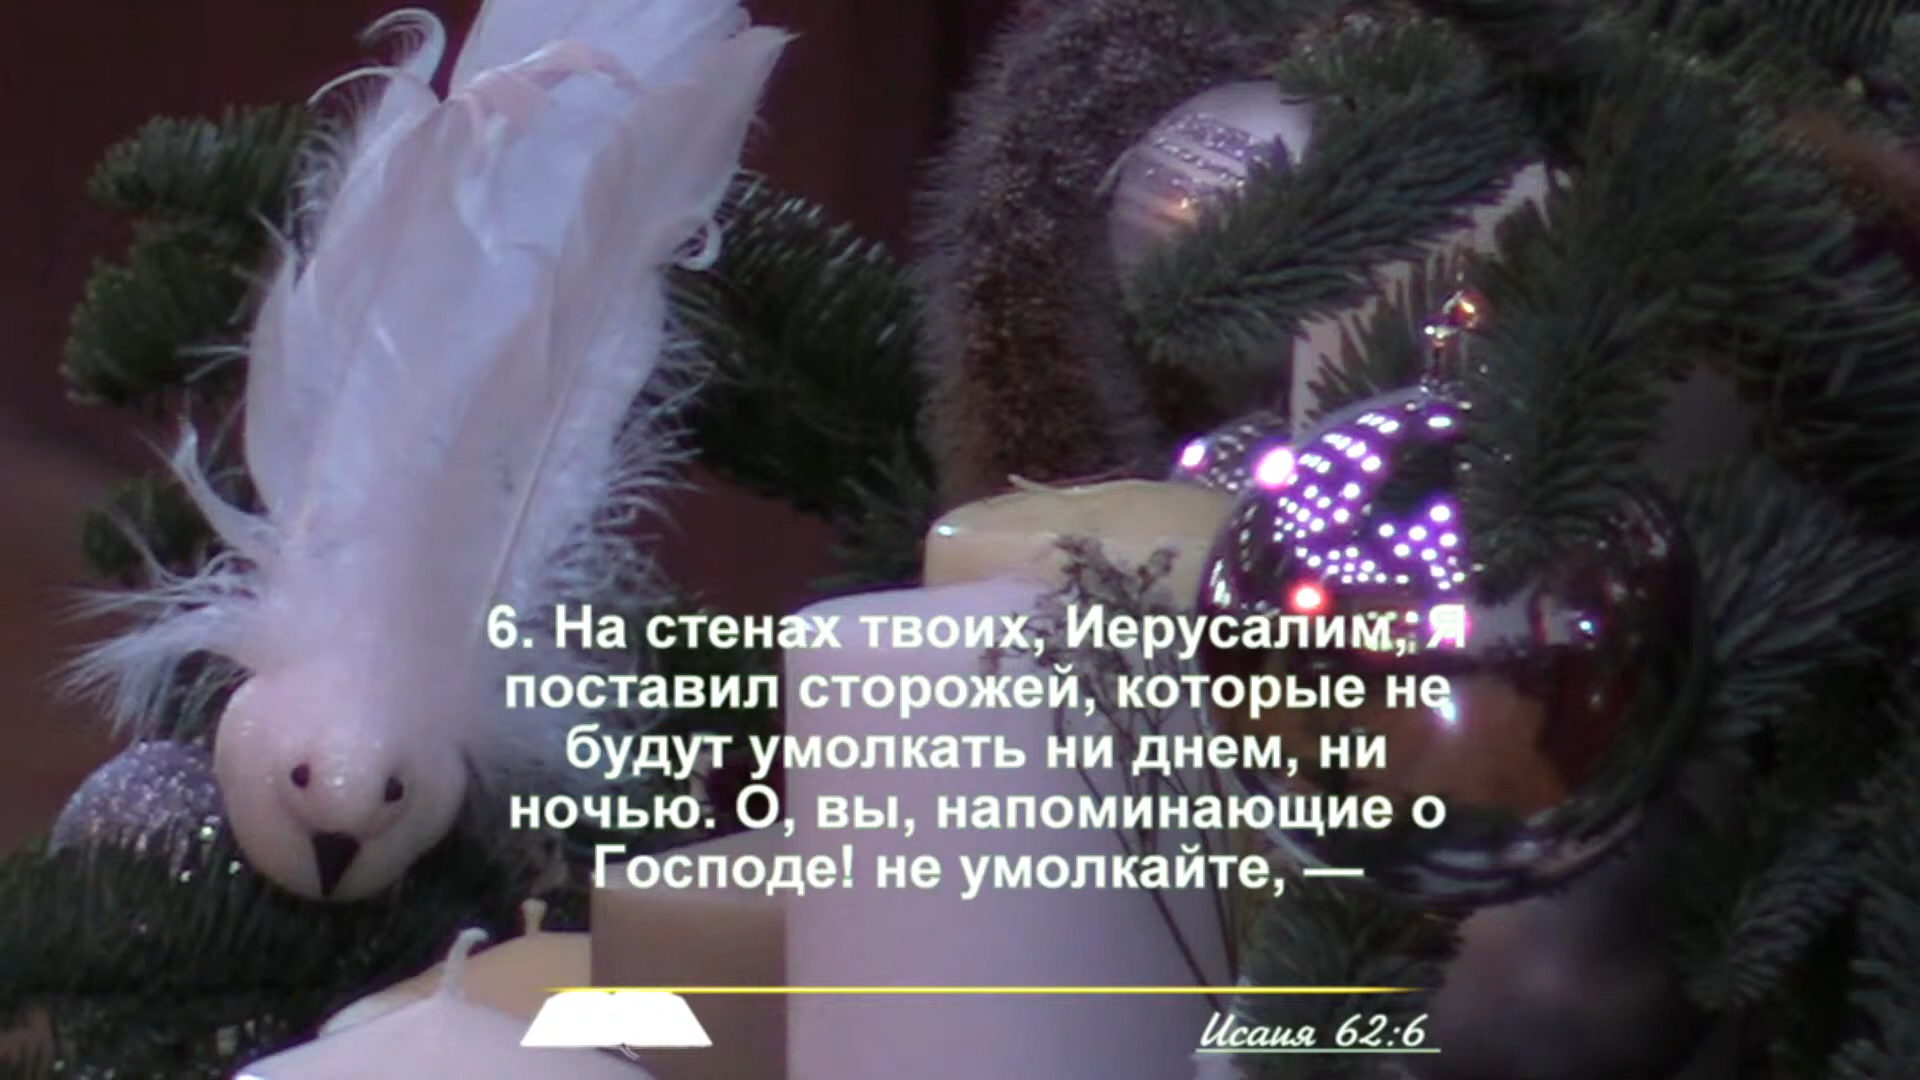 6. На стенах твоих, Иерусалим, Я
поставил сторожей, которые не
будут умолкать ни днем, ни
ночью. О, вы, напоминающие о
Господе! не умолкайте, —
Исаия 62:6